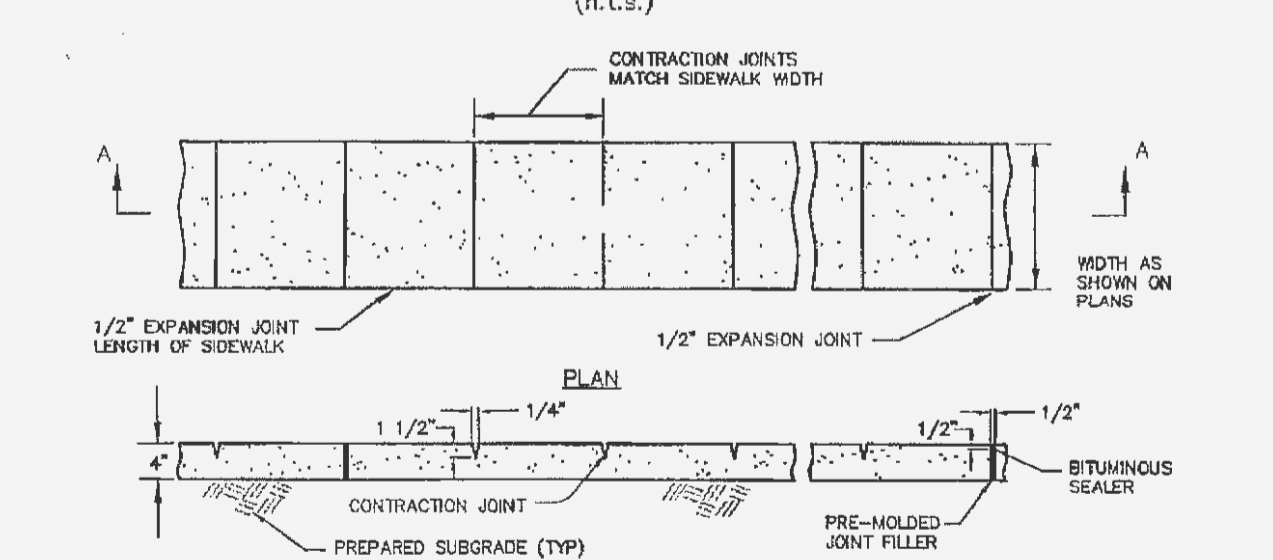 (n.t.s.)
CONTRACTION JOINTS
MATCH SIDEWALK WIDTH
A
A
WIDTH AS
SHOWN ON
PLANS
1/2" EXPANSION JOINT
LENGTH OF SIDEWALK
1/2" EXPANSION JOINT
PLAN
1/4"
1 1/2"
1/2"
1/2"
4"
BITUMINOUS
SEALER
CONTRACTION JOINT
PRE-MOLDED
JOINT FILLER
PREPARED SUBGRADE (TYP)